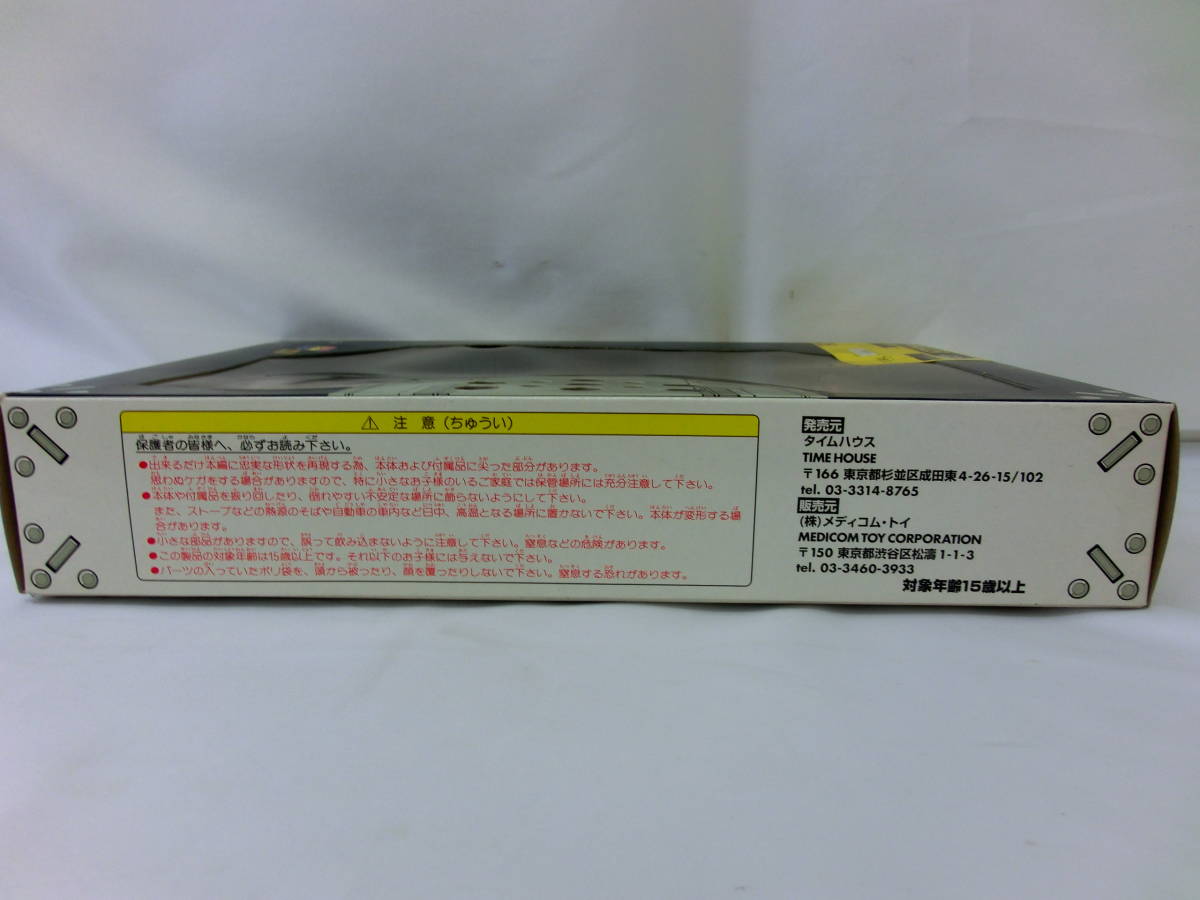 ⚠ 注意（ちゅうい）
保護者の皆様へ、必ずお読み下さい。
●出来るだけ本編に忠実な形状を再現する為、本体および付属品に尖った部分があります。
思わぬケガをする場合がありますので、特に小さなお子様のいるご家庭では保管場所には充分注意して下さい。
●本体や付属品を振り回したり、倒れやすい不安定な場所に飾らないようにして下さい。
また、ストーブなどの熱源のそばや自動車の車内など日中、高温となる場所に置かないで下さい。本体が変形する場
合があります。
●小さな部品がありますので、誤って飲み込まないように注意して下さい。窒息などの危険があります。
●この製品の対象年齢は15歳以上です。それ以下のお子様には与えないで下さい。
●パーツの入っていたポリ袋を、頭から被ったり、顔を覆ったりしないで下さい。窒息する恐れがあります。
発売元
タイムハウス
TIME HOUSE
〒166 東京都杉並区成田東4-26-15/102
tel. 03-3314-8765
販売元
（株）メディコム・トイ
MEDICOM TOY CORPORATION
〒150 東京都渋谷区松濤 1-1-3
tel. 03-3460-3933
対象年齢15歳以上